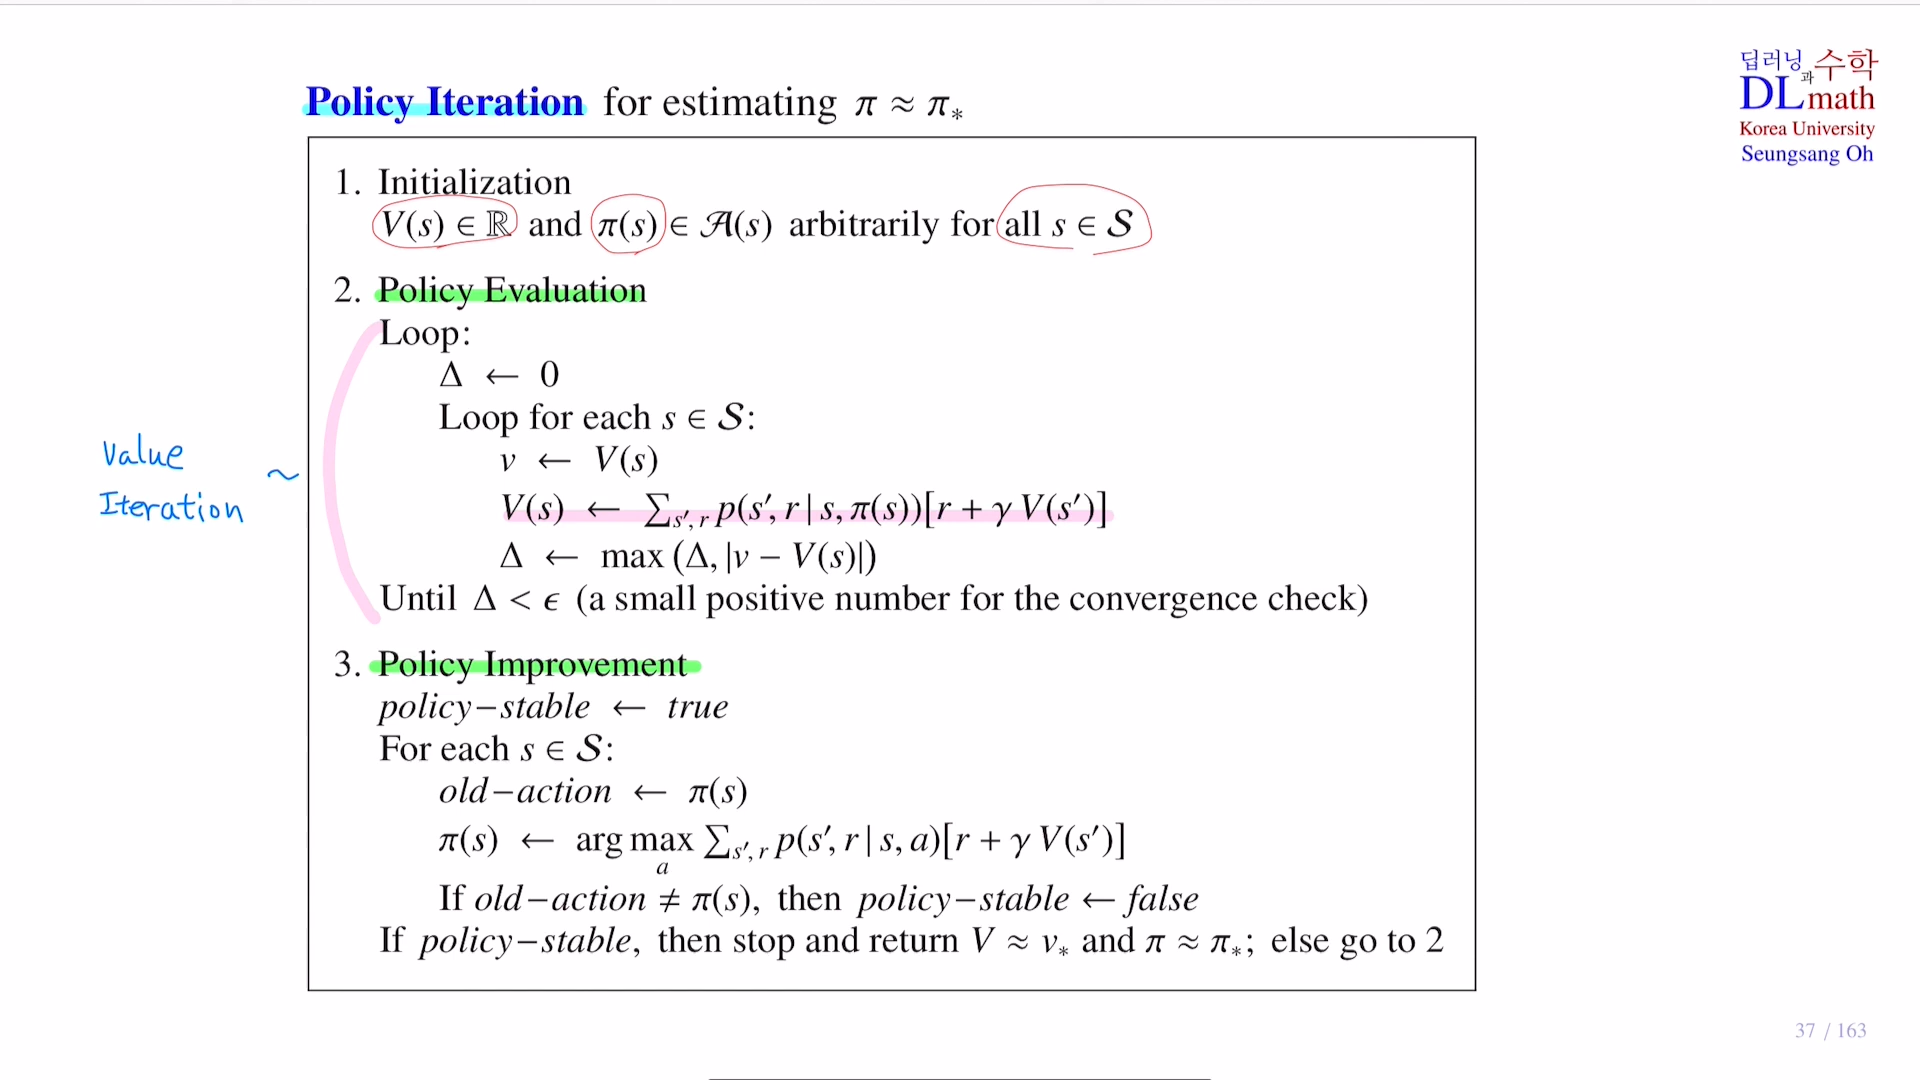 딥러닝과 수학
DL math
Korea University
Seungsang Oh
Policy Iteration for estimating π ≈ π∗
1. Initialization
V(s) ∈ ℝ and π(s) ∈ 𝒜(s) arbitrarily for all s ∈ 𝒮
2. Policy Evaluation
Loop:
Δ ← 0
Loop for each s ∈ 𝒮:
v ← V(s)
V(s) ← ∑s′, r p(s′, r | s, π(s))[r + γ V(s′)]
Δ ← max (Δ, |v − V(s)|)
Until Δ < ϵ (a small positive number for the convergence check)
Value
Iteration ~
3. Policy Improvement
policy−stable ← true
For each s ∈ 𝒮:
old−action ← π(s)
π(s) ← arg max ∑s′, r p(s′, r | s, a)[r + γ V(s′)]
a
If old−action ≠ π(s), then policy−stable ← false
If policy−stable, then stop and return V ≈ v∗ and π ≈ π∗; else go to 2
37 / 163